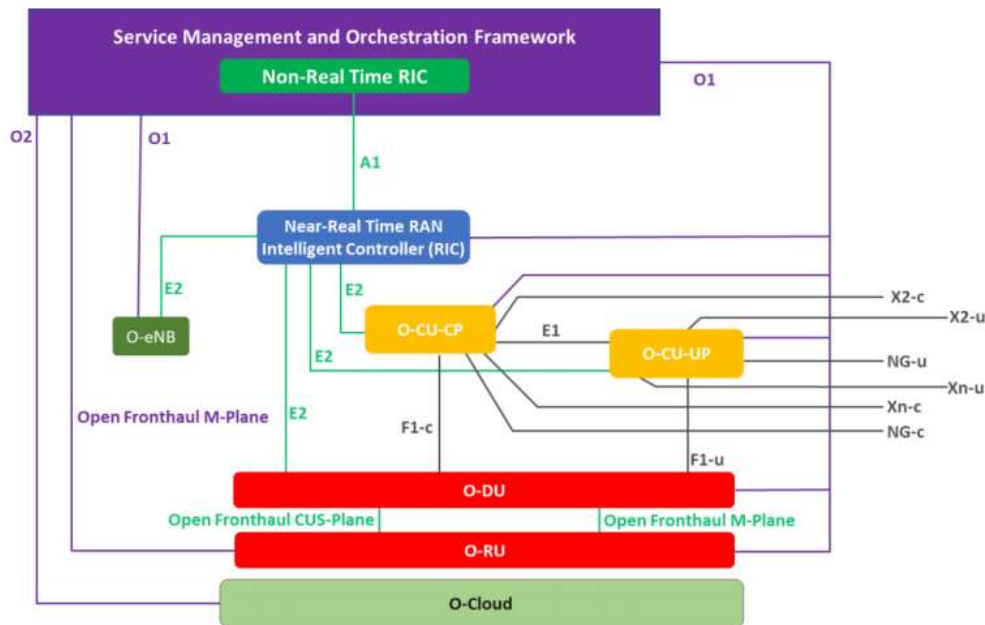 Service Management and Orchestration Framework
Non-Real Time RIC
O1
O2
O1
A1
Near-Real Time RAN
Intelligent Controller (RIC)
E2
E2
X2-c
O-CU-CP
E1
X2-u
O-eNB
O-CU-UP
E2
NG-u
Xn-u
Open Fronthaul M-Plane
E2
Xn-c
F1-c
NG-c
F1-u
O-DU
Open Fronthaul CUS-Plane
Open Fronthaul M-Plane
O-RU
O-Cloud